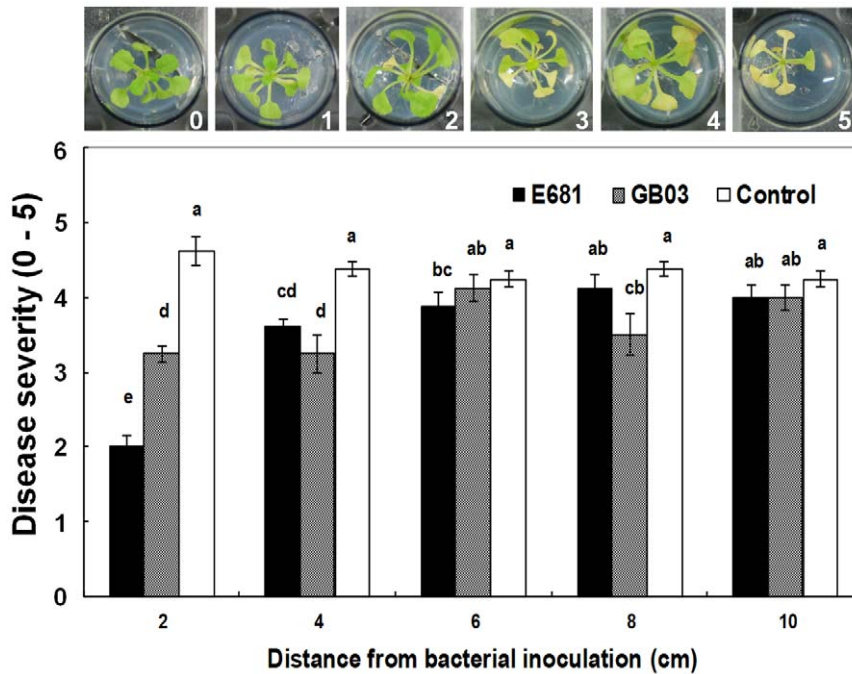 0 1 2 3 4 5
Disease severity (0 - 5)
6
5
4
3
2
1
0
E681 GB03 Control
e d a
cd d a
bc ab a
ab cb a
ab ab a
2 4 6 8 10
Distance from bacterial inoculation (cm)